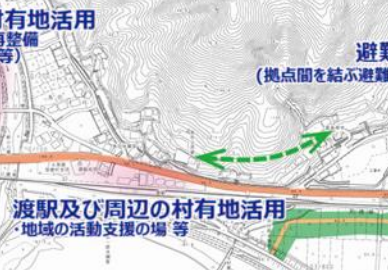 村有地活用
再整備
等）
避難
(拠点間を結ぶ避難
渡駅及び周辺の村有地活用
・地域の活動支援の場 等